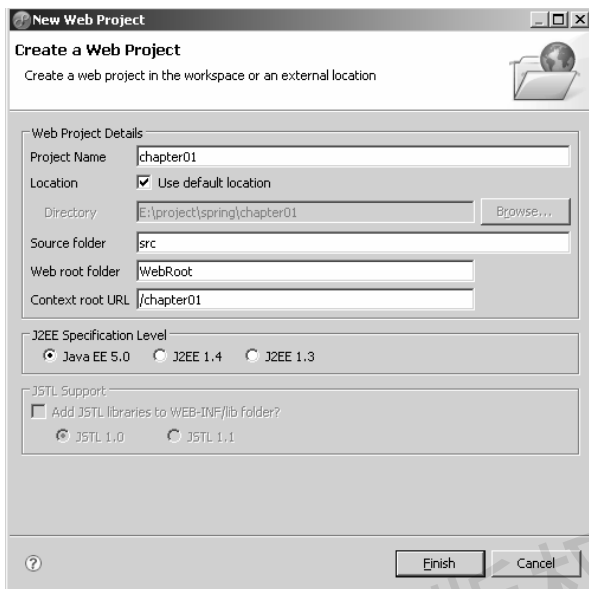 New Web Project
Create a Web Project
Create a web project in the workspace or an external location
Web Project Details
Project Name chapter01
Location Use default location
Directory E:\project\spring\chapter01 Browse...
Source folder src
Web root folder WebRoot
Context root URL /chapter01
J2EE Specification Level
Java EE 5.0 J2EE 1.4 J2EE 1.3
JSTL Support
Add JSTL libraries to WEB-INF/lib folder?
JSTL 1.0 JSTL 1.1
? Finish Cancel